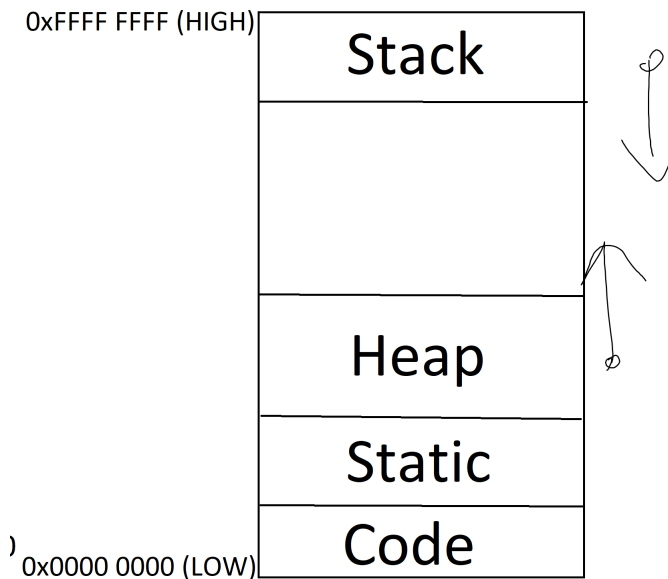 0xFFFF FFFF (HIGH)
Stack
Heap
Static
Code
0x0000 0000 (LOW)